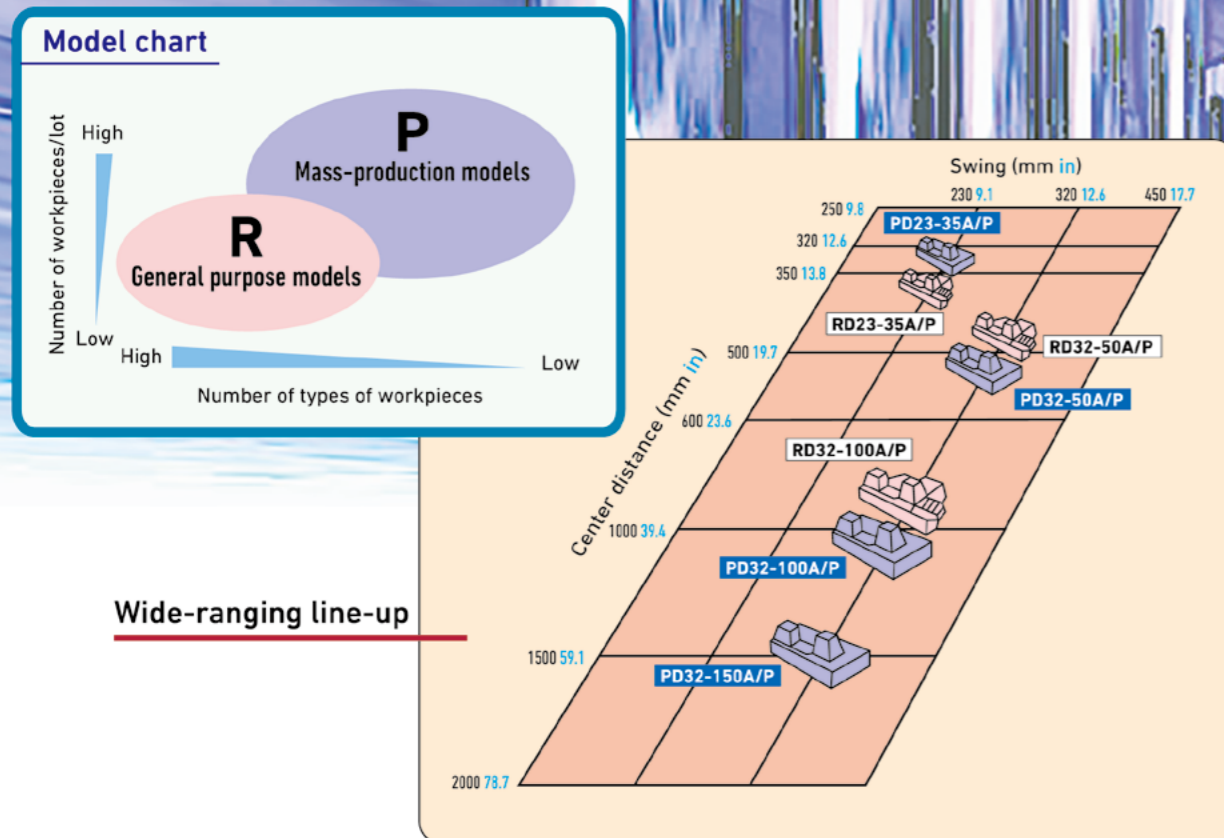 Model chart
Number of workpieces/lot
High
Low
P
Mass-production models
R
General purpose models
High
Low
Number of types of workpieces
Wide-ranging line-up
Swing (mm in)
230 9.1
320 12.6
450 17.7
Center distance (mm in)
250 9.8
320 12.6
350 13.8
500 19.7
600 23.6
1000 39.4
1500 59.1
2000 78.7
PD23-35A/P
RD23-35A/P
RD32-50A/P
PD32-50A/P
RD32-100A/P
PD32-100A/P
PD32-150A/P